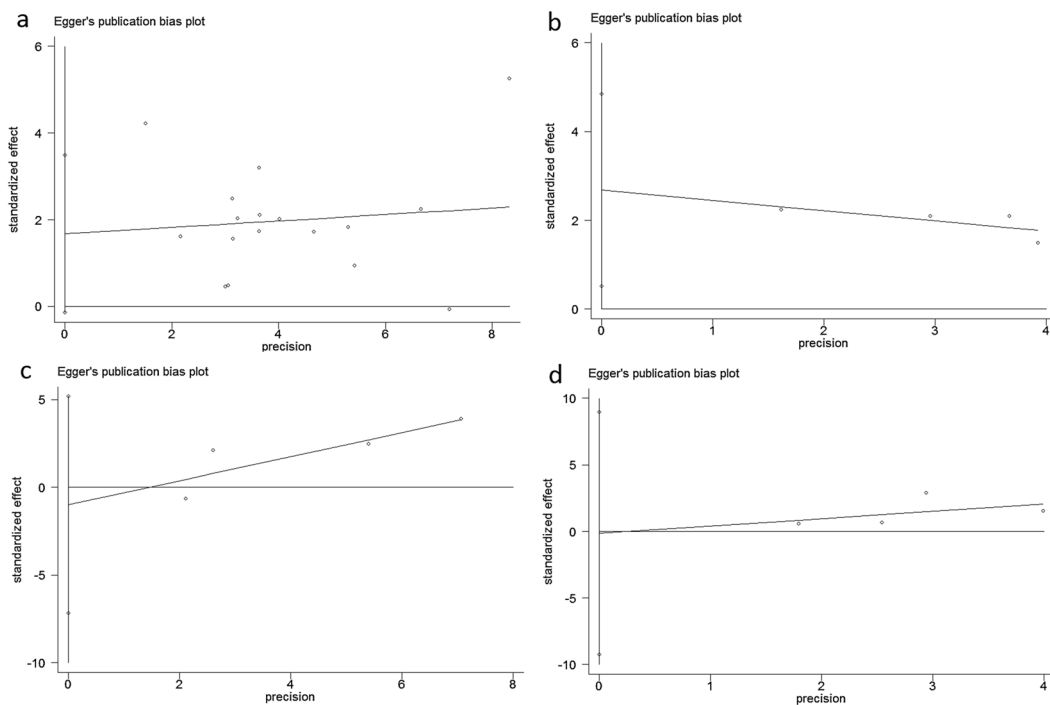 a
Egger's publication bias plot
6
4
2
0
standardized effect
0 2 4 6 8
precision
b
Egger's publication bias plot
6
4
2
0
standardized effect
0 1 2 3 4
precision
c
Egger's publication bias plot
5
0
-5
-10
standardized effect
0 2 4 6 8
precision
d
Egger's publication bias plot
10
5
0
-5
-10
standardized effect
0 1 2 3 4
precision